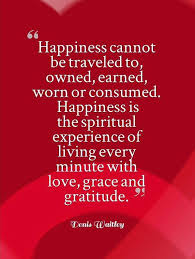 “
Happiness cannot
be traveled to,
owned, earned,
worn or consumed.
Happiness is
the spiritual
experience of
living every
minute with
love, grace and
gratitude. ”
Denis Waitley